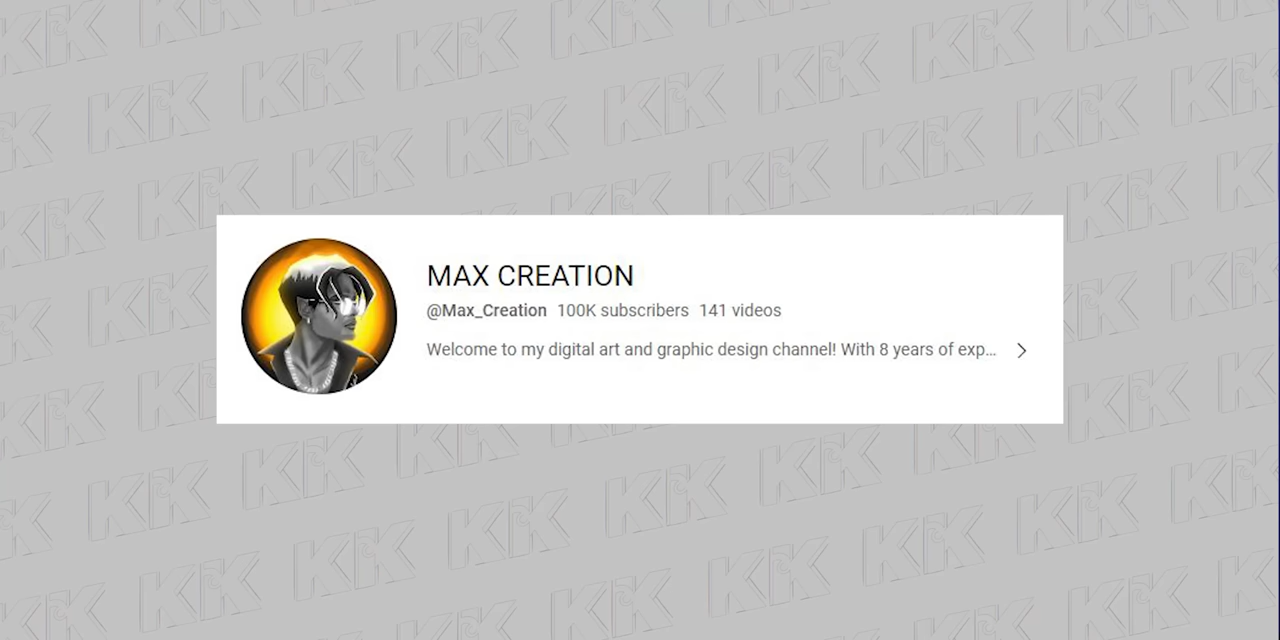 MAX CREATION
@Max_Creation 100K subscribers 141 videos
Welcome to my digital art and graphic design channel! With 8 years of exp...